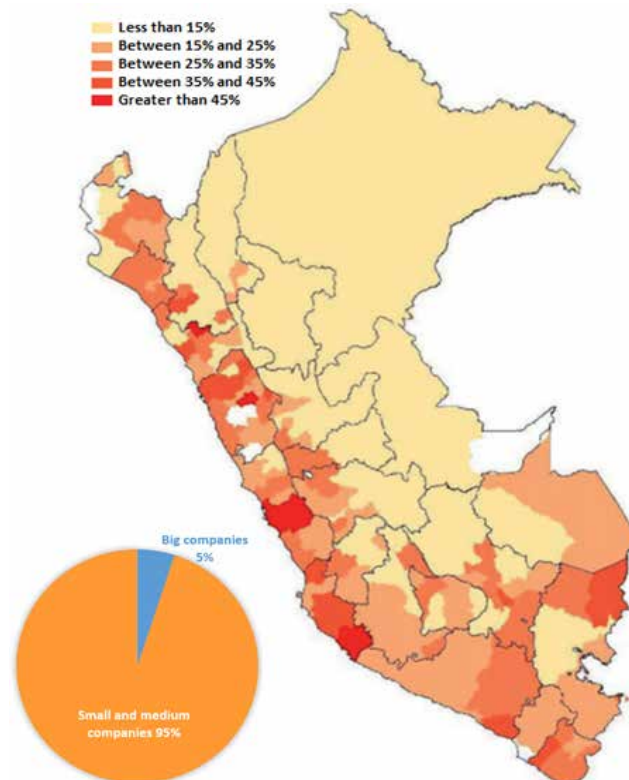 Less than 15%
Between 15% and 25%
Between 25% and 35%
Between 35% and 45%
Greater than 45%
Big companies
5%
Small and medium
companies 95%